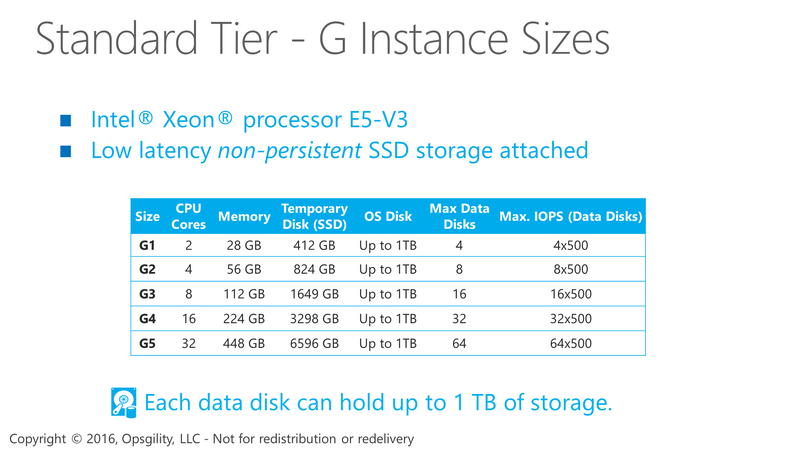 Standard Tier - G Instance Sizes
Intel® Xeon® processor E5-V3
Low latency non-persistent SSD storage attached
Size CPU Cores Memory Temporary Disk (SSD) OS Disk Max Data Disks Max. IOPS (Data Disks)
G1 2 28 GB 412 GB Up to 1TB 4 4x500
G2 4 56 GB 824 GB Up to 1TB 8 8x500
G3 8 112 GB 1649 GB Up to 1TB 16 16x500
G4 16 224 GB 3298 GB Up to 1TB 32 32x500
G5 32 448 GB 6596 GB Up to 1TB 64 64x500
Each data disk can hold up to 1 TB of storage.
Copyright © 2016, Opsgility, LLC - Not for redistribution or redelivery